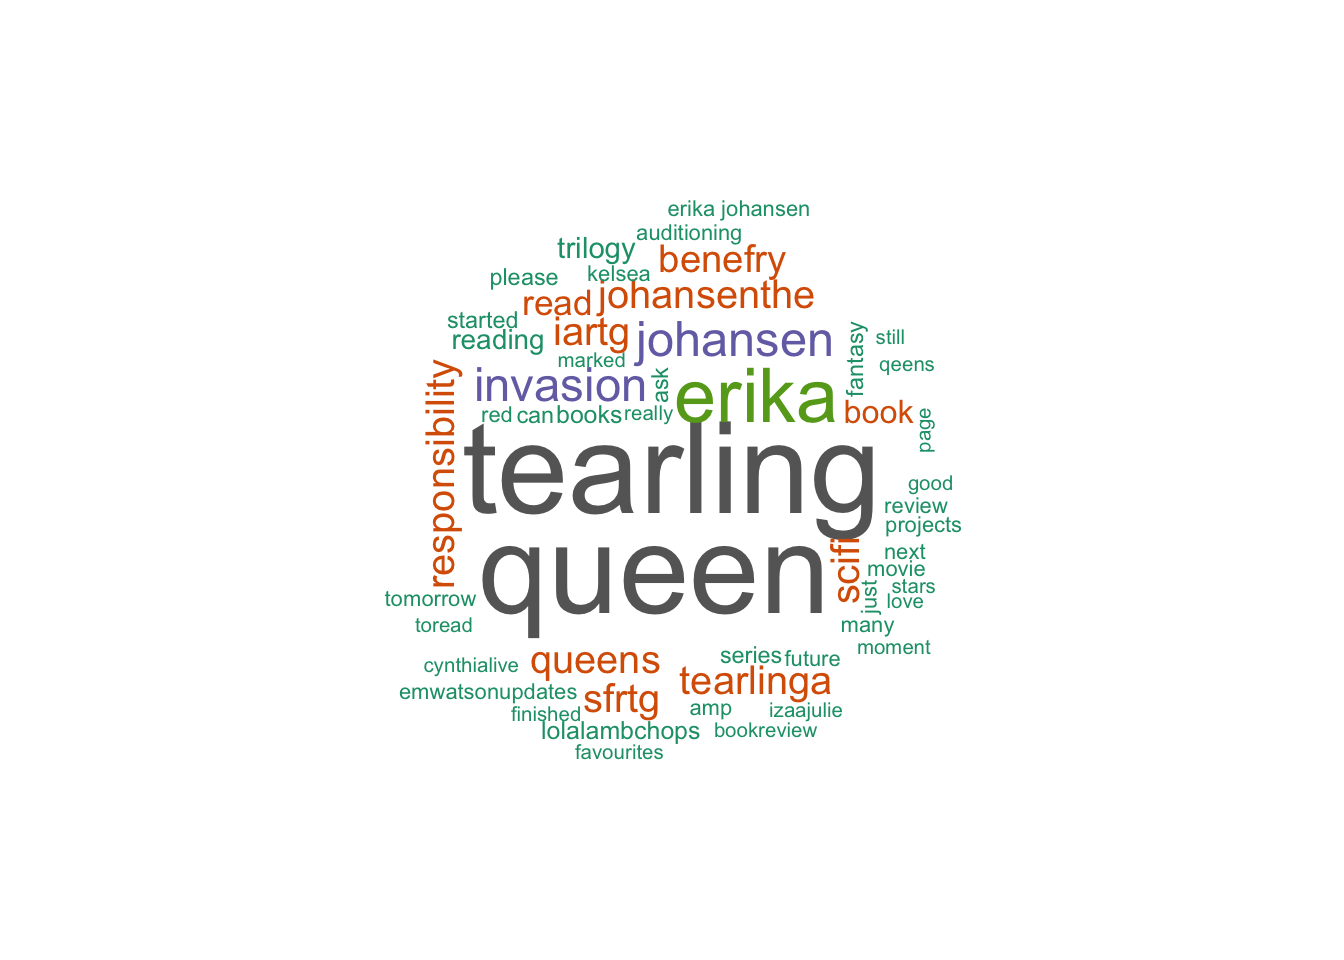 erika johansen
auditioning
trilogy
benefry
please
kelsea
read
johansenthe
started
iartg
johansen
reading
marked
fantasy
still
qeens
responsibility
invasion
ask
erika
book
red
can
books
really
page
tearling
good
review
projects
queen
scifi
next
movie
just
stars
love
tomorrow
toread
many
moment
cynthialive
queens
series
future
emwatsonupdates
sfrtg
tearlinga
finished
amp
izaajulie
lolalambchops
bookreview
favourites